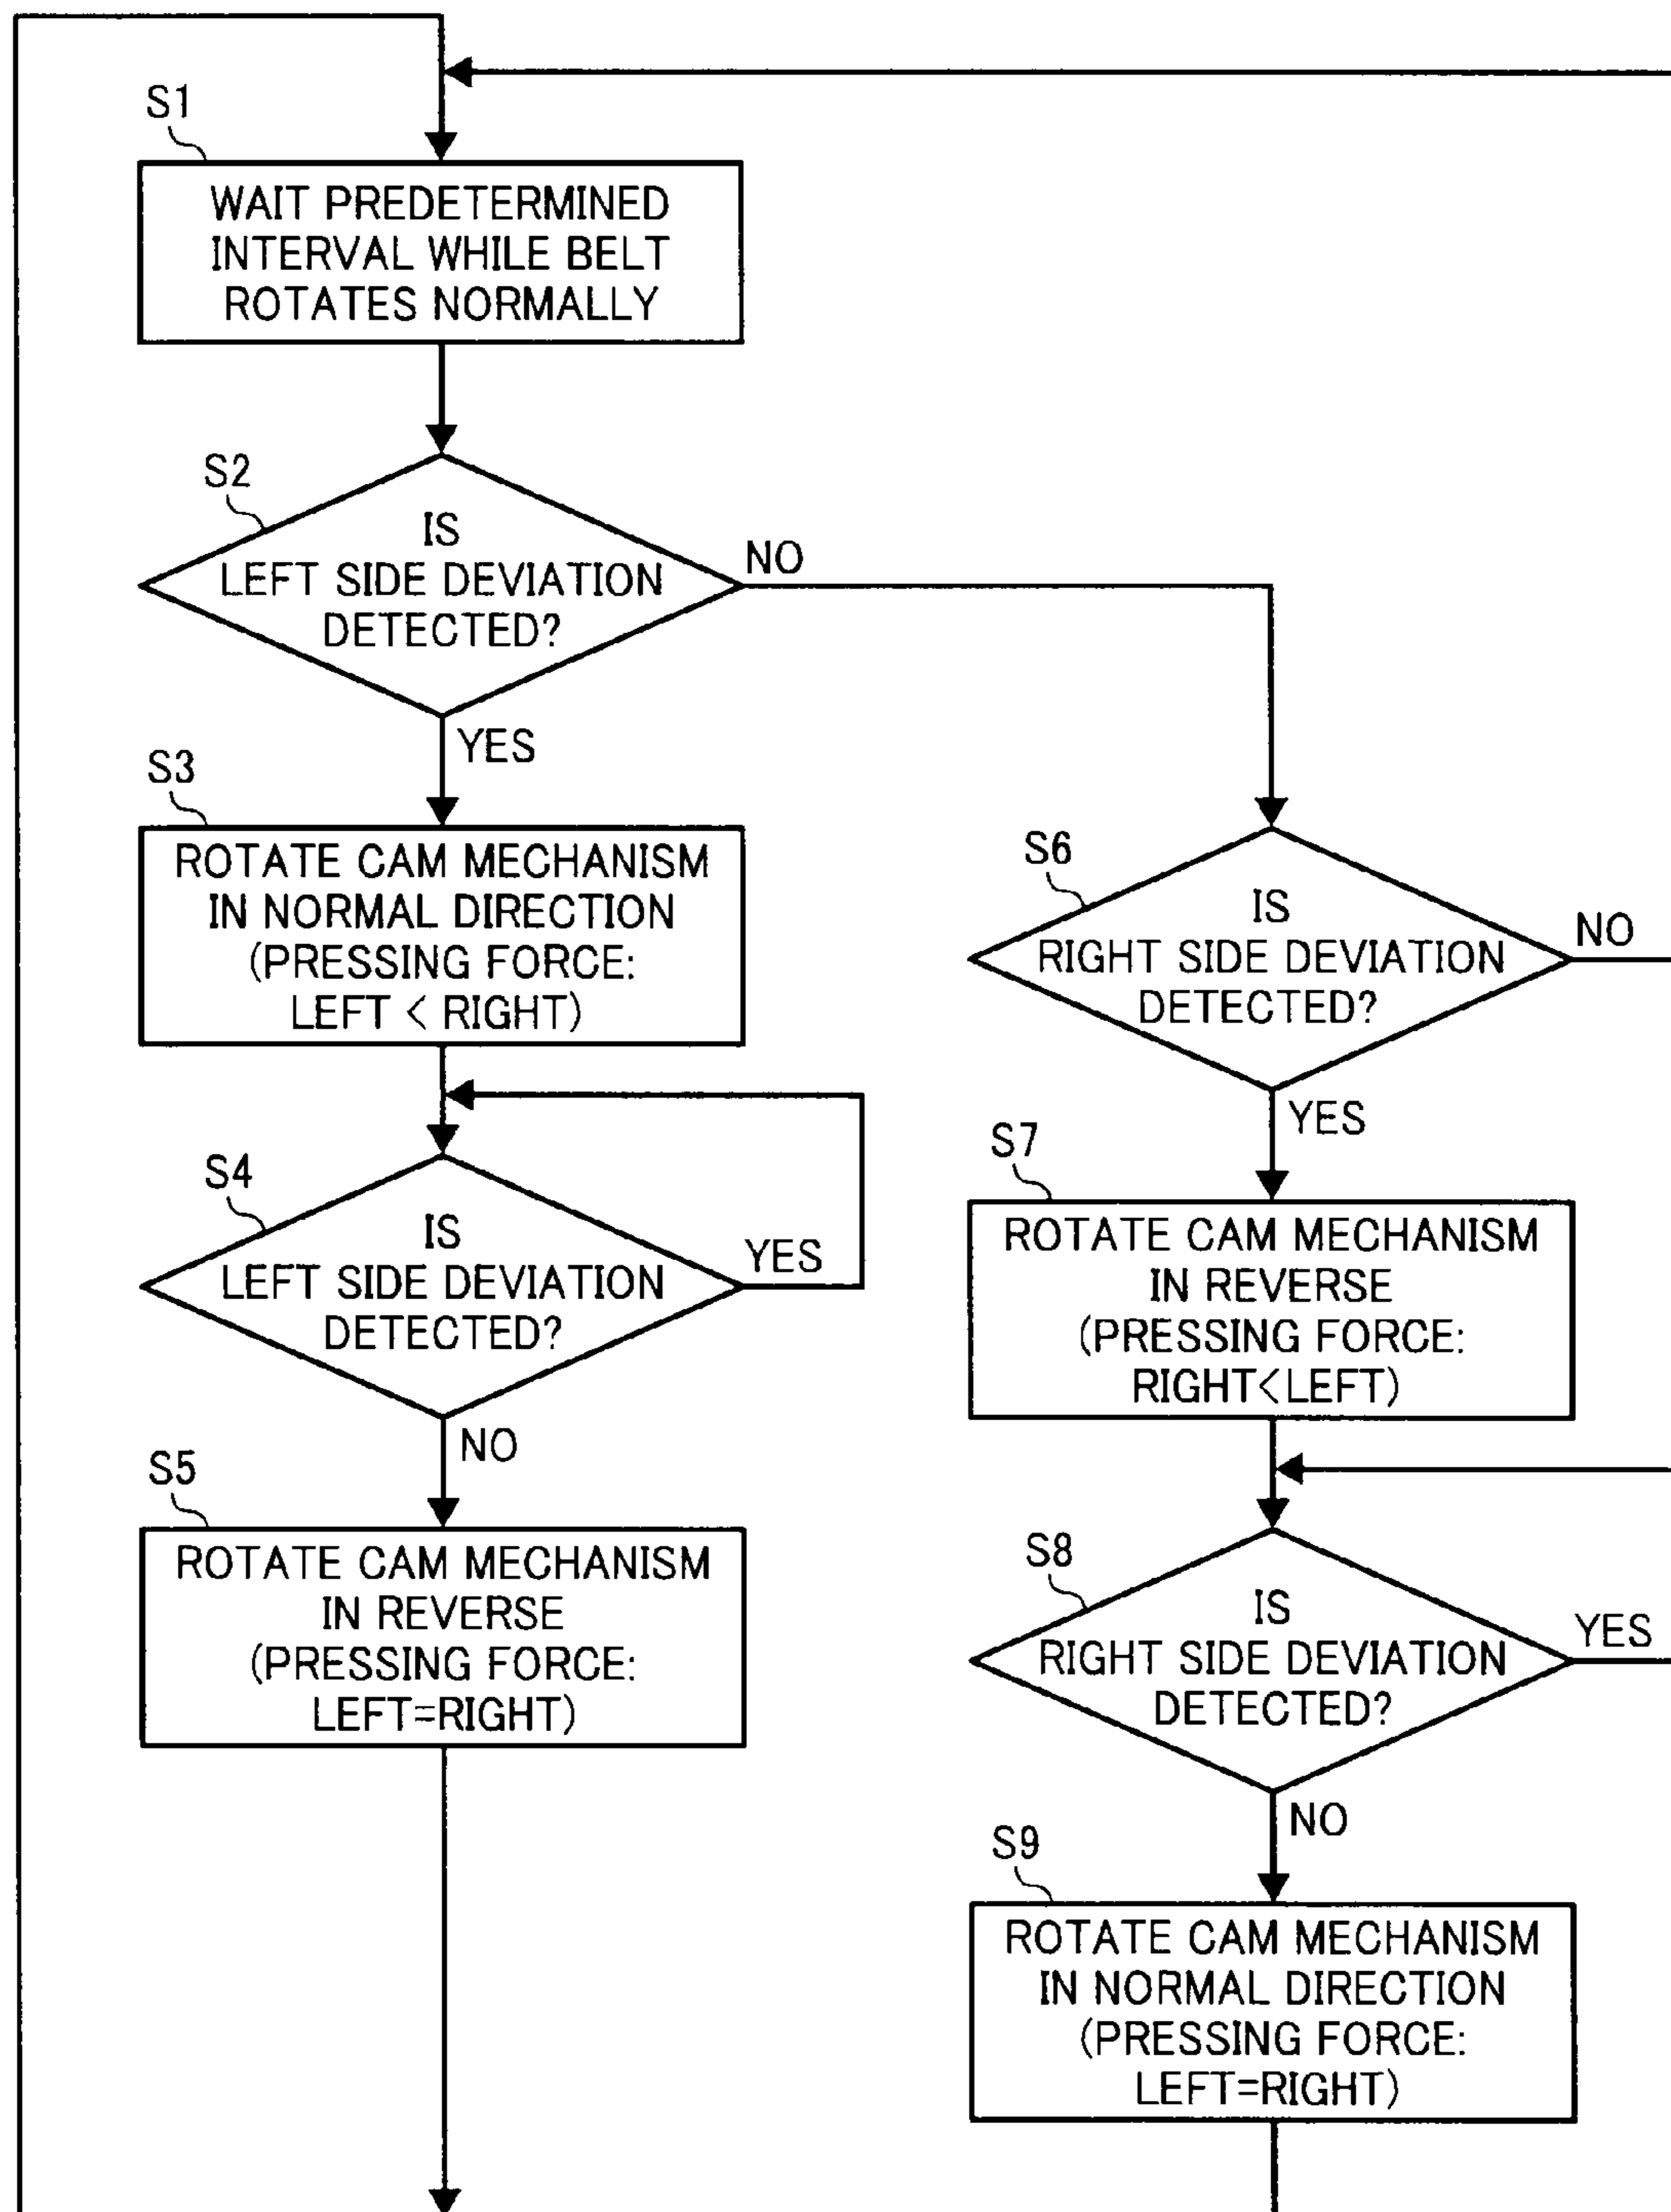 S1
WAIT PREDETERMINED
INTERVAL WHILE BELT
ROTATES NORMALLY
S2
IS
LEFT SIDE DEVIATION
DETECTED?
NO
YES
S3
ROTATE CAM MECHANISM
IN NORMAL DIRECTION
(PRESSING FORCE:
LEFT < RIGHT)
S4
IS
LEFT SIDE DEVIATION
DETECTED?
YES
NO
S5
ROTATE CAM MECHANISM
IN REVERSE
(PRESSING FORCE:
LEFT=RIGHT)
S6
IS
RIGHT SIDE DEVIATION
DETECTED?
NO
YES
S7
ROTATE CAM MECHANISM
IN REVERSE
(PRESSING FORCE:
RIGHT<LEFT)
S8
IS
RIGHT SIDE DEVIATION
DETECTED?
YES
NO
S9
ROTATE CAM MECHANISM
IN NORMAL DIRECTION
(PRESSING FORCE:
LEFT=RIGHT)